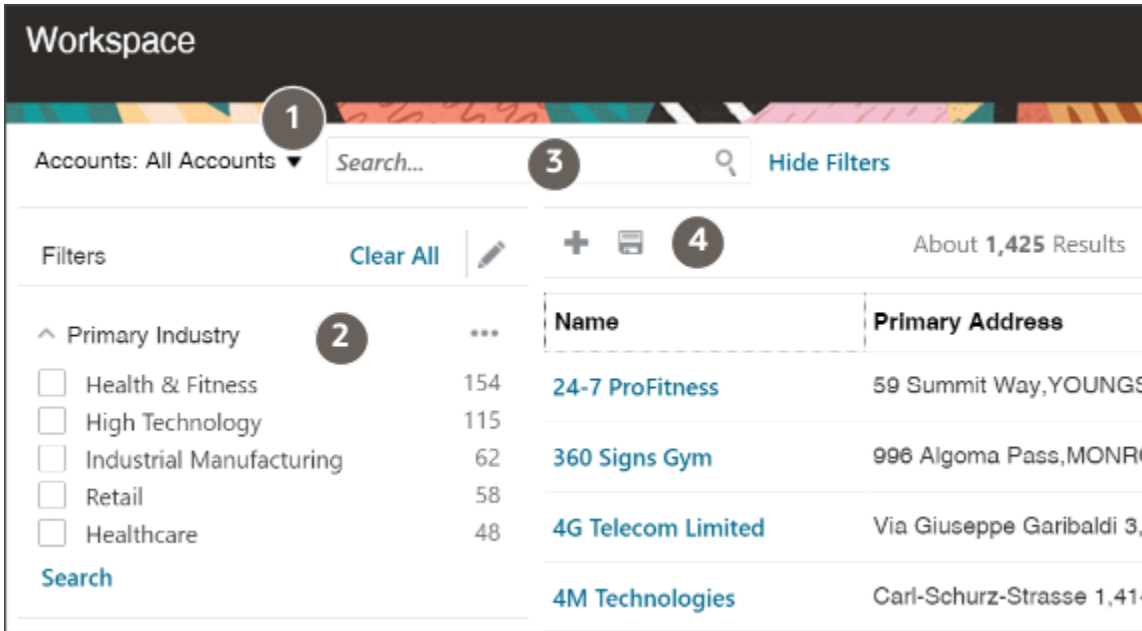 Workspace
1
Accounts: All Accounts
Search...
3
Hide Filters
Filters
Clear All
4
About 1,425 Results
Primary Industry
2
Name
Primary Address
Health & Fitness 154
High Technology 115
Industrial Manufacturing 62
Retail 58
Healthcare 48
Search
24-7 ProFitness
59 Summit Way,YOUNGS
360 Signs Gym
996 Algoma Pass,MONRO
4G Telecom Limited
Via Giuseppe Garibaldi 3,
4M Technologies
Carl-Schurz-Strasse 1,41